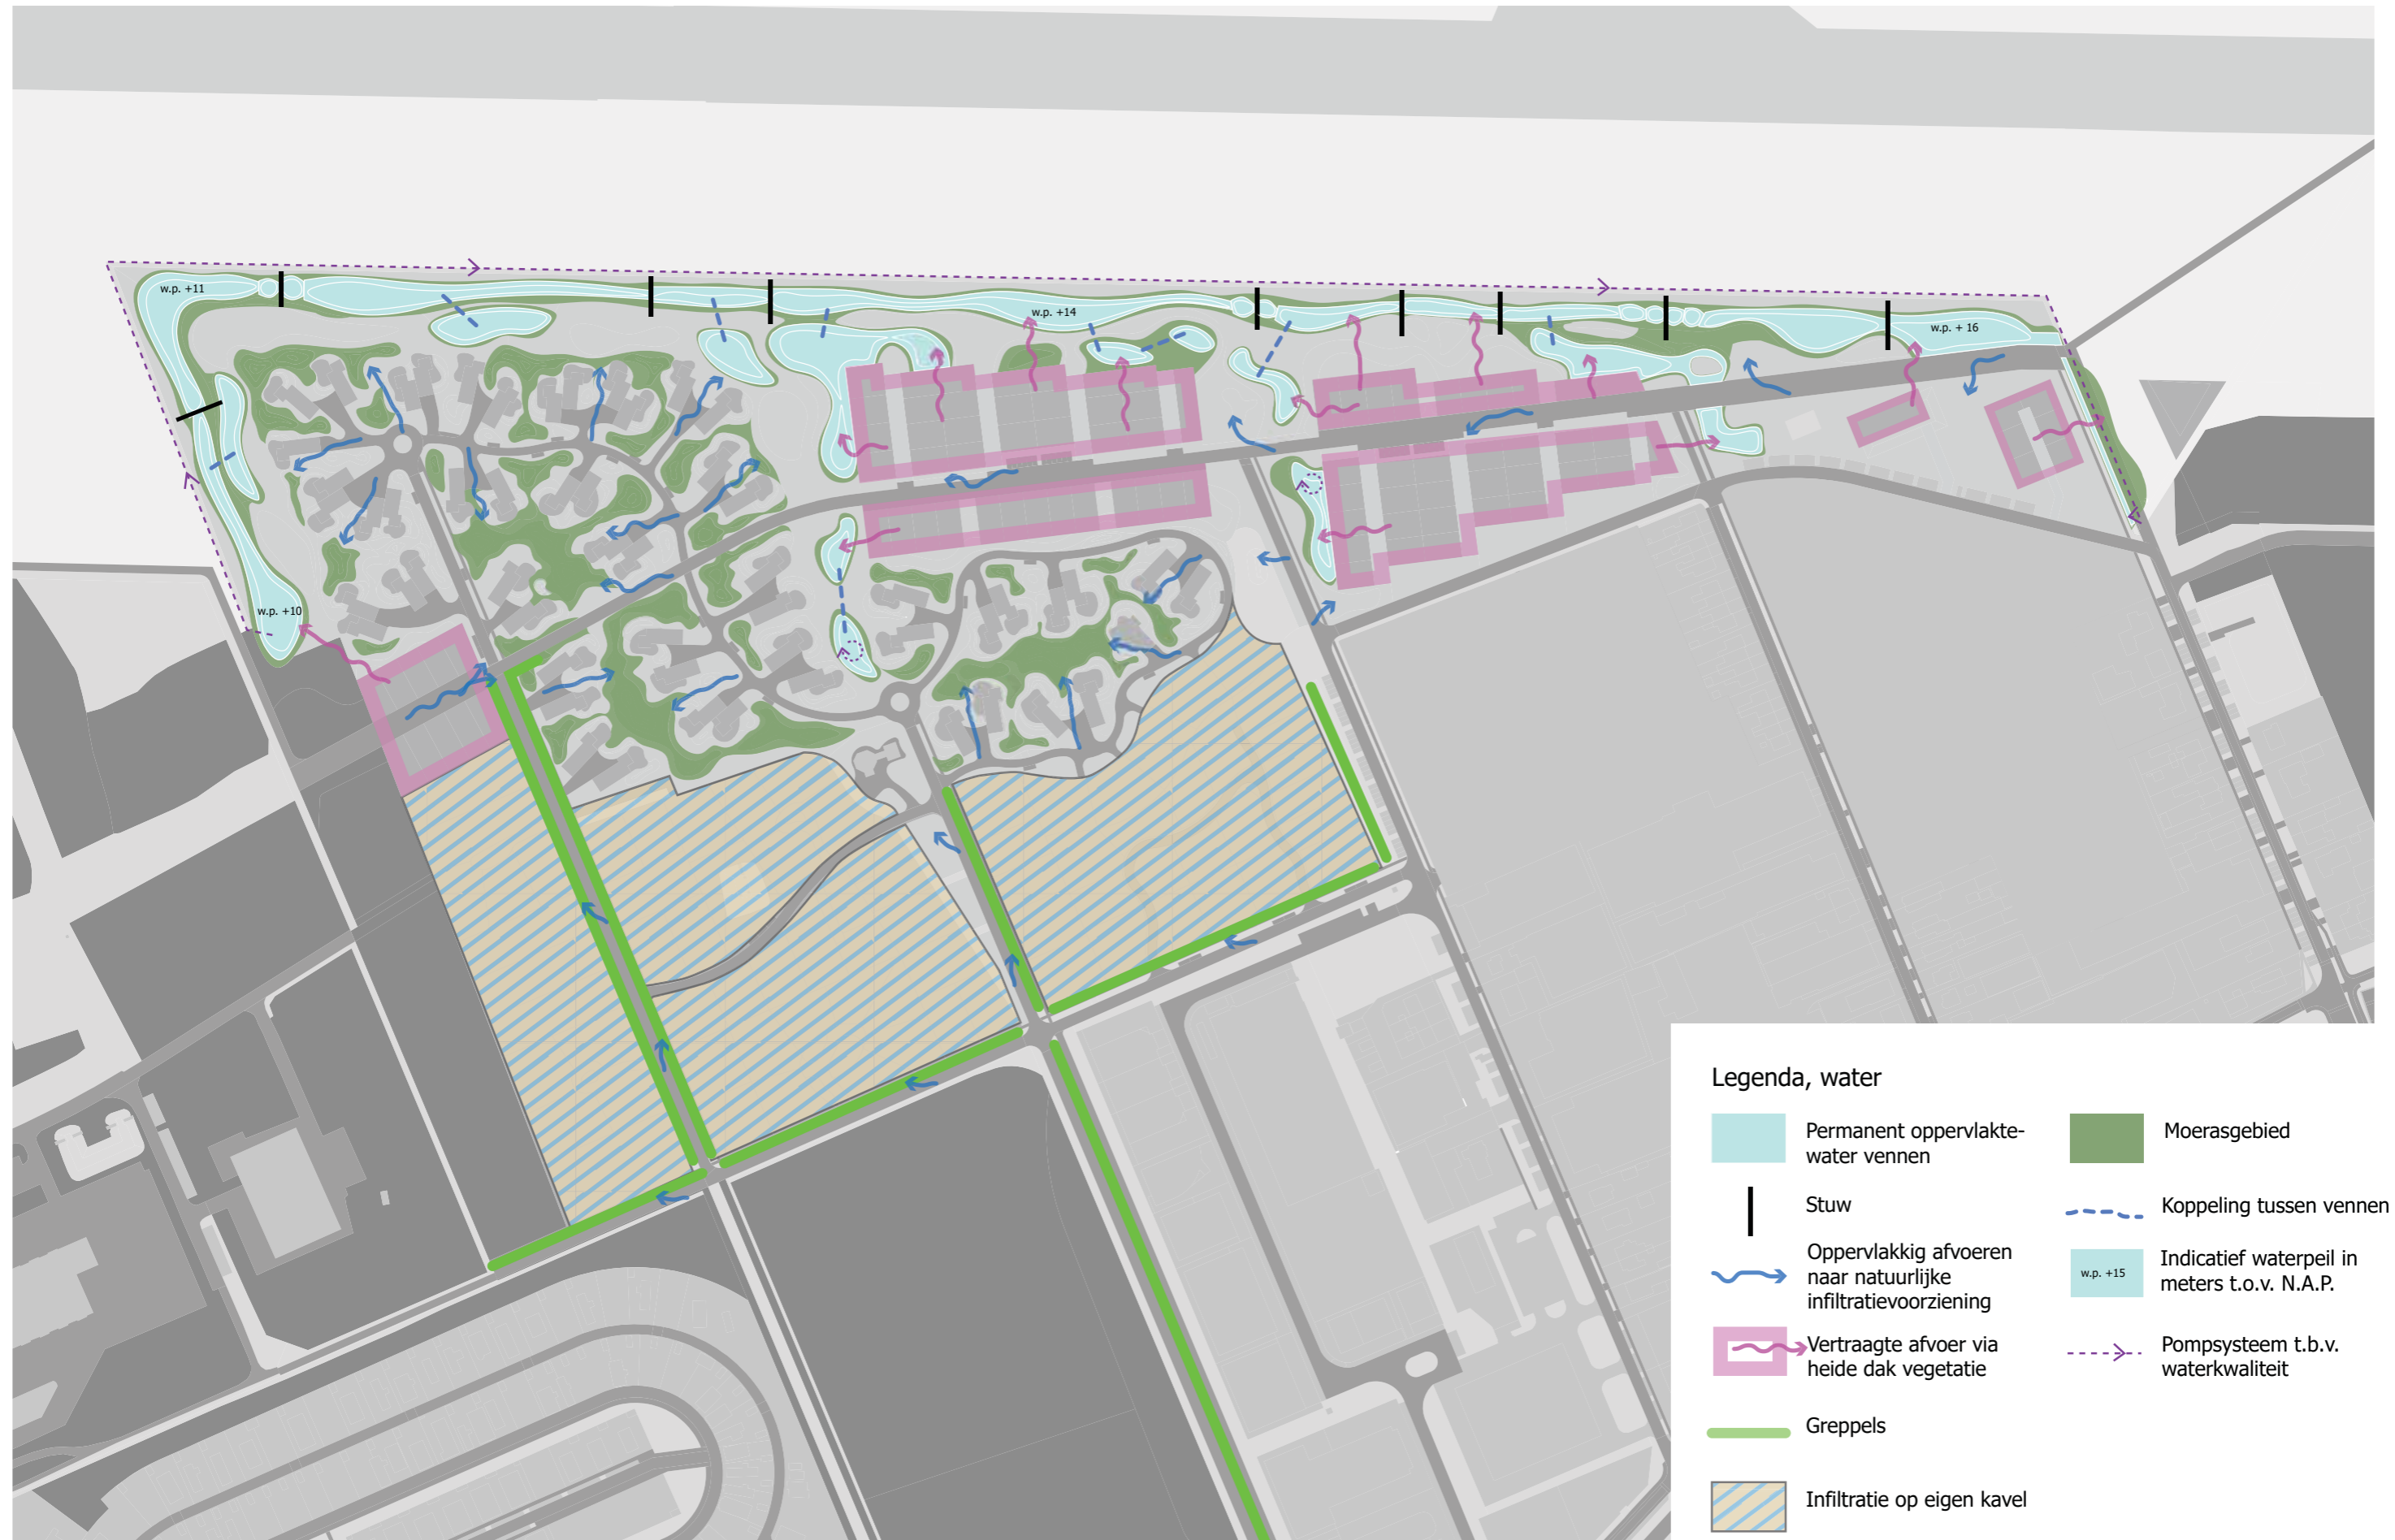 w.p. +11
w.p. +14
w.p. + 16
w.p. +10
Legenda, water
Permanent oppervlakte-
water vennen
Stuw
Oppervlakkig afvoeren
naar natuurlijke
infiltratievoorziening
Vertraagte afvoer via
heide dak vegetatie
Greppels
Infiltratie op eigen kavel
Moerasgebied
Koppeling tussen vennen
w.p. +15
Indicatief waterpeil in
meters t.o.v. N.A.P.
Pompsysteem t.b.v.
waterkwaliteit